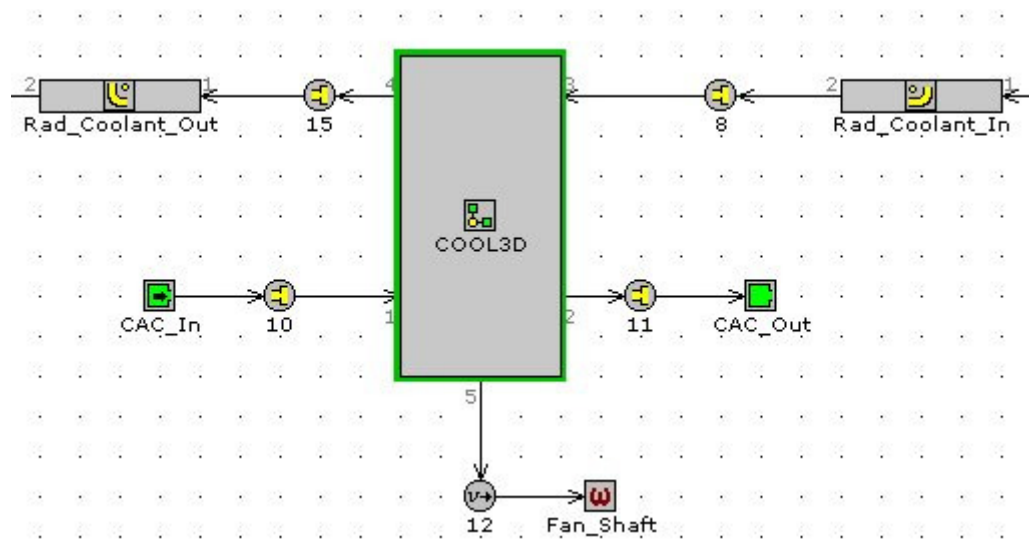 2 1 4 3 2 1
Rad_Coolant_Out 15 8 Rad_Coolant_In
COOL3D
CAC_In 10 1 2 11 CAC_Out
5
ν
ω
12 Fan_Shaft